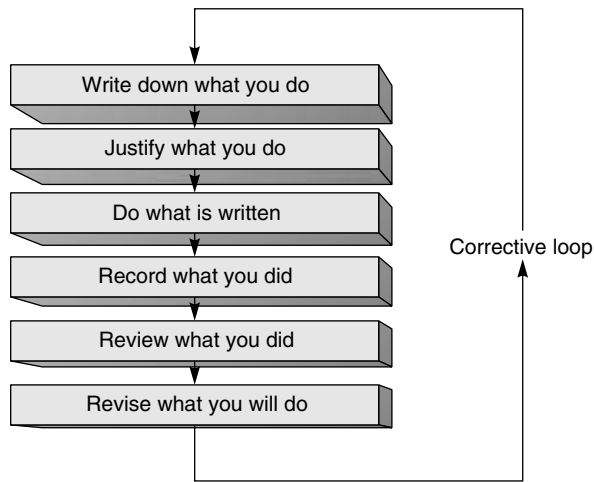 Write down what you do
Justify what you do
Do what is written
Corrective loop
Record what you did
Review what you did
Revise what you will do